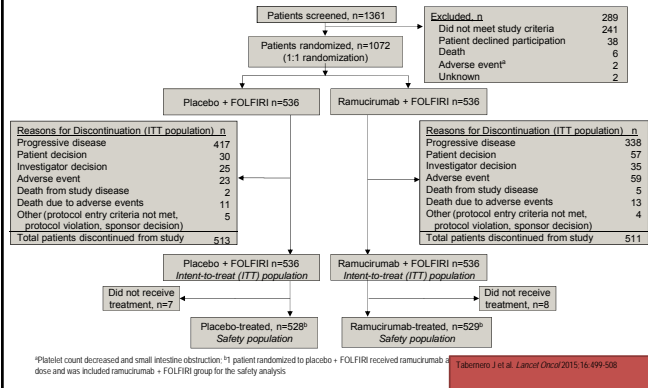 Patients screened, n=1361
Excluded, n 289
Did not meet study criteria 241
Patient declined participation 38
Death 6
Adverse eventª 2
Unknown 2
Patients randomized, n=1072
(1:1 randomization)
Placebo + FOLFIRI n=536
Ramucirumab + FOLFIRI n=536
Reasons for Discontinuation (ITT population) n
Progressive disease 417
Patient decision 30
Investigator decision 25
Adverse event 23
Death from study disease 2
Death due to adverse events 11
Other (protocol entry criteria not met, 5
protocol violation, sponsor decision)
Total patients discontinued from study 513
Reasons for Discontinuation (ITT population) n
Progressive disease 338
Patient decision 57
Investigator decision 35
Adverse event 59
Death from study disease 5
Death due to adverse events 13
Other (protocol entry criteria not met, 4
protocol violation, sponsor decision)
Total patients discontinued from study 511
Placebo + FOLFIRI n=536
Intent-to-treat (ITT) population
Ramucirumab + FOLFIRI n=536
Intent-to-treat (ITT) population
Did not receive
treatment, n=7
Did not receive
treatment, n=8
Placebo-treated, n=528ᵇ
Safety population
Ramucirumab-treated, n=529ᵇ
Safety population
ªPlatelet count decreased and small intestine obstruction; ᵇ1 patient randomized to placebo + FOLFIRI received ramucirumab a
dose and was included ramucirumab + FOLFIRI group for the safety analysis
Tabernero J et al. Lancet Oncol 2015;16:499-508